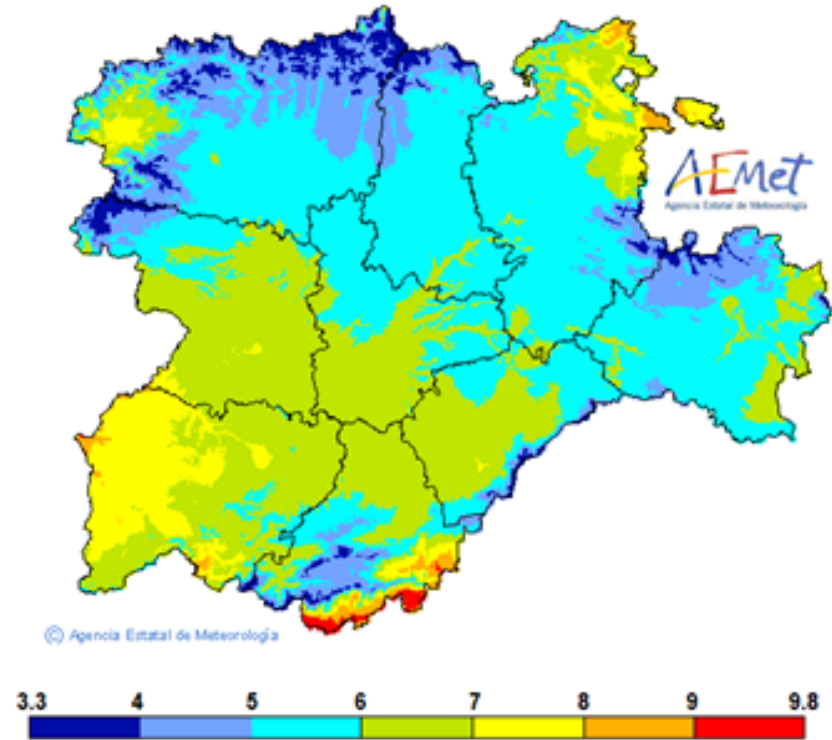 AEMet
Agencia Estatal de Meteorología
© Agencia Estatal de Meteorología
3.3 4 5 6 7 8 9 9.8